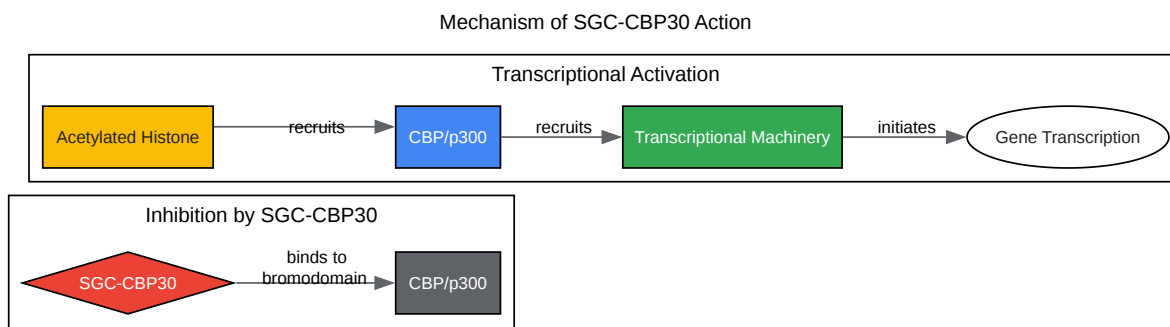 Mechanism of SGC-CBP30 Action
Transcriptional Activation
Acetylated Histone
recruits
CBP/p300
recruits
Transcriptional Machinery
initiates
Gene Transcription
Inhibition by SGC-CBP30
SGC-CBP30
binds to
bromodomain
CBP/p300